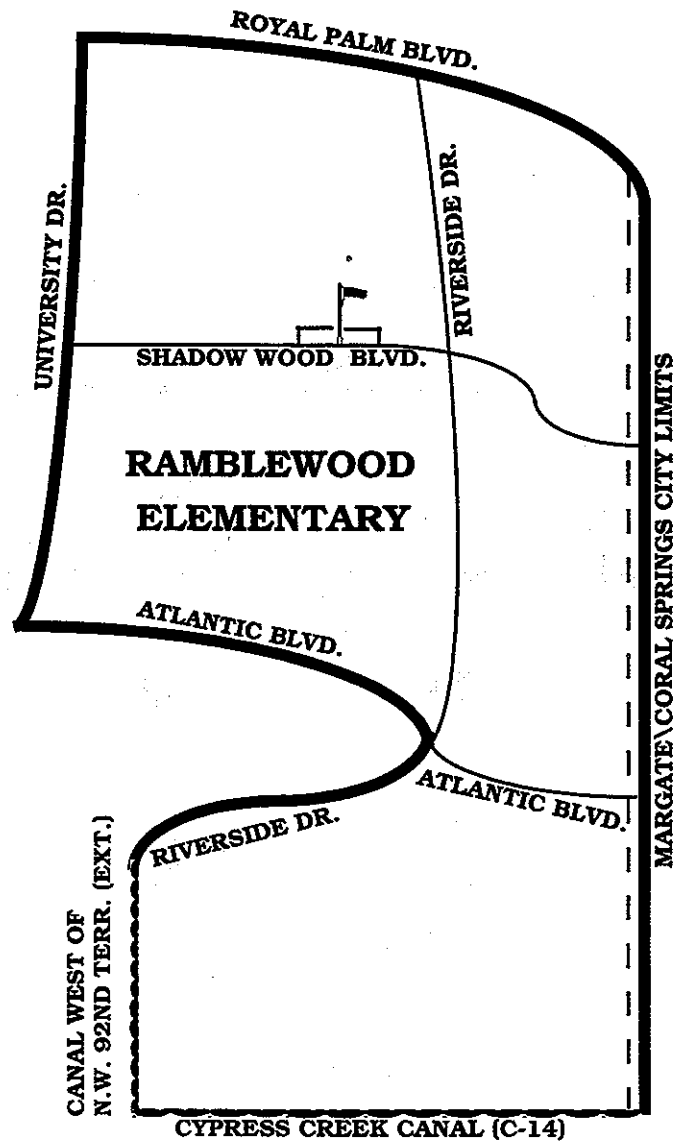 ROYAL PALM BLVD.
UNIVERSITY DR.
RIVERSIDE DR.
SHADOW WOOD BLVD.
RAMBLEWOOD
ELEMENTARY
MARGATE\CORAL SPRINGS CITY LIMITS
ATLANTIC BLVD.
ATLANTIC BLVD.
RIVERSIDE DR.
CANAL WEST OF
N.W. 92ND TERR. (EXT.)
CYPRESS CREEK CANAL (C-14)